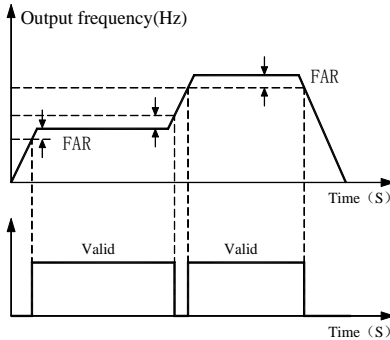 Output frequency(Hz)
FAR
FAR
Time（S）
Valid
Valid
Time（S）